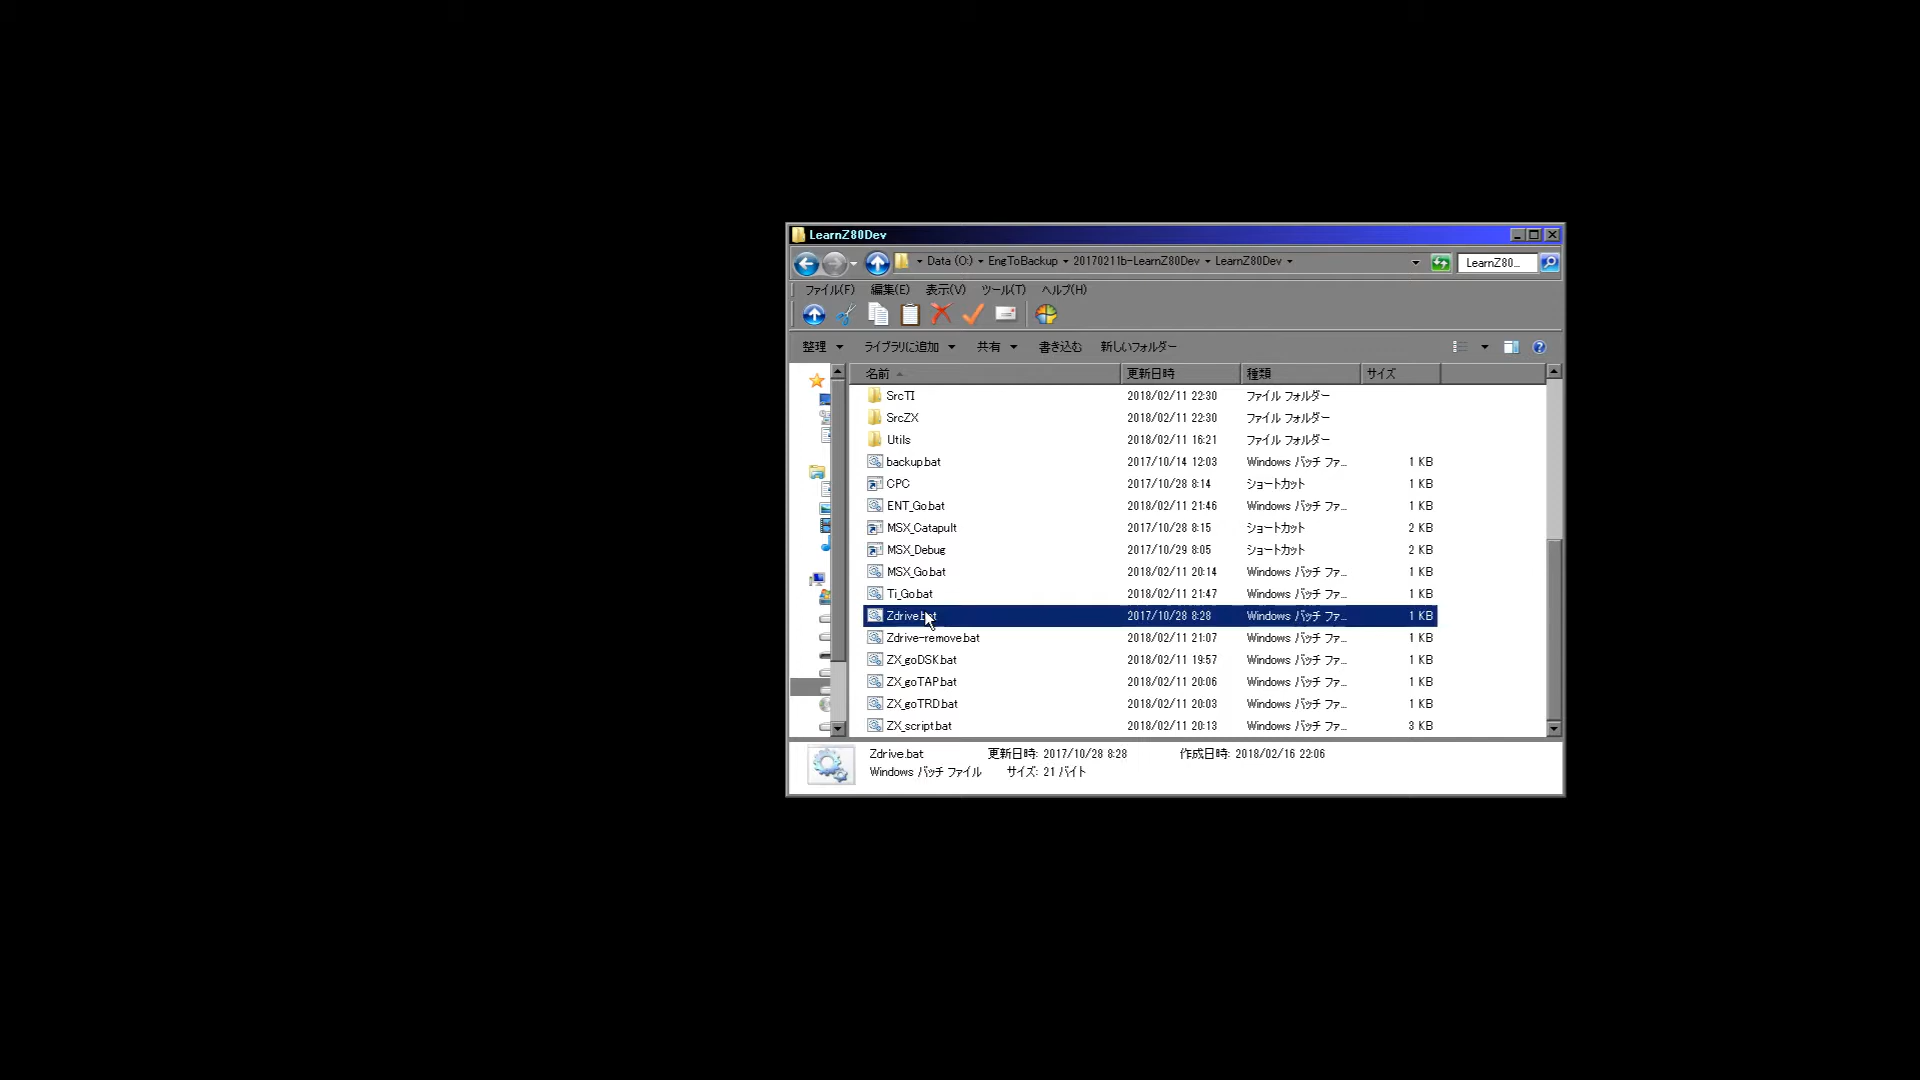 LearnZ80Dev
Data (O:) EngToBackup 20170211b-LearnZ80Dev LearnZ80Dev LearnZ80...
ファイル(F) 編集(E) 表示(V) ツール(T) ヘルプ(H)
整理 ライブラリに追加 共有 書き込む 新しいフォルダー
名前 更新日時 種類 サイズ
SrcTI 2018/02/11 22:30 ファイル フォルダー
SrcZX 2018/02/11 22:30 ファイル フォルダー
Utils 2018/02/11 16:21 ファイル フォルダー
backup.bat 2017/10/14 12:03 Windows バッチ ファ... 1 KB
CPC 2017/10/28 8:14 ショートカット 1 KB
ENT_Go.bat 2018/02/11 21:46 Windows バッチ ファ... 1 KB
MSX_Catapult 2017/10/28 8:15 ショートカット 2 KB
MSX_Debug 2017/10/29 8:05 ショートカット 2 KB
MSX_Go.bat 2018/02/11 20:14 Windows バッチ ファ... 1 KB
Ti_Go.bat 2018/02/11 21:47 Windows バッチ ファ... 1 KB
Zdrive.bat 2017/10/28 8:28 Windows バッチ ファ... 1 KB
Zdrive-remove.bat 2018/02/11 21:07 Windows バッチ ファ... 1 KB
ZX_goDSK.bat 2018/02/11 19:57 Windows バッチ ファ... 1 KB
ZX_goTAP.bat 2018/02/11 20:06 Windows バッチ ファ... 1 KB
ZX_goTRD.bat 2018/02/11 20:03 Windows バッチ ファ... 1 KB
ZX_script.bat 2018/02/11 20:13 Windows バッチ ファ... 3 KB
Zdrive.bat 更新日時: 2017/10/28 8:28 作成日時: 2018/02/16 22:06
Windows バッチ ファイル サイズ: 21 バイト